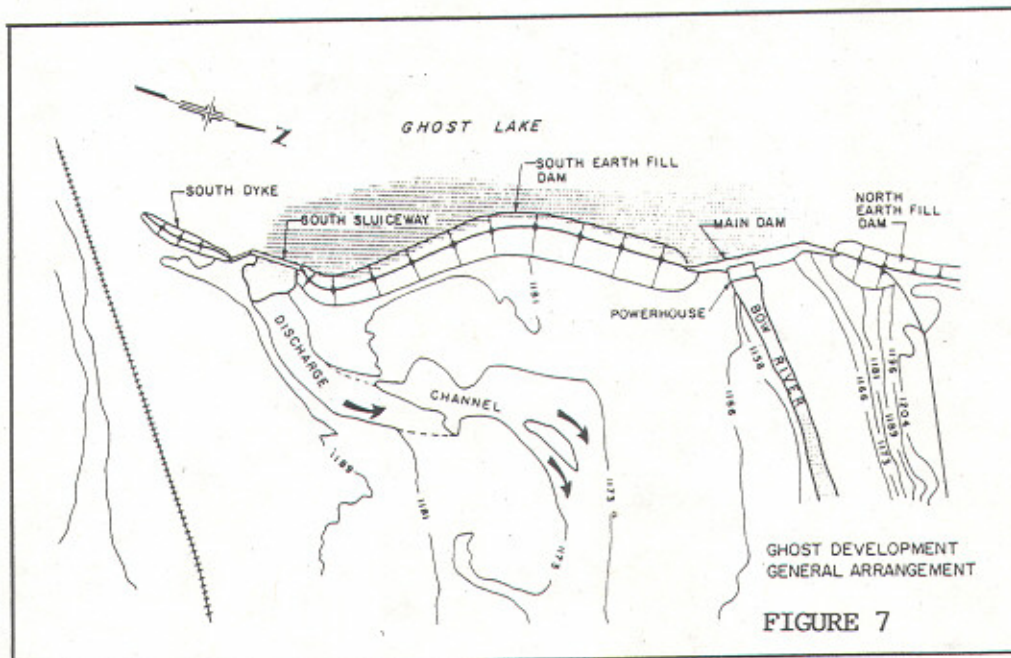 GHOST LAKE
Z
SOUTH EARTH FILL
DAM
SOUTH DYKE
SOUTH SLUICEWAY
MAIN DAM
NORTH
EARTH FILL
DAM
1181
POWERHOUSE
BOW RIVER
DISCHARGE
CHANNEL
1158
1166
1166
1181
1196
1204
1189
1173
1189
1181
1173
1173
GHOST DEVELOPMENT
GENERAL ARRANGEMENT
FIGURE 7